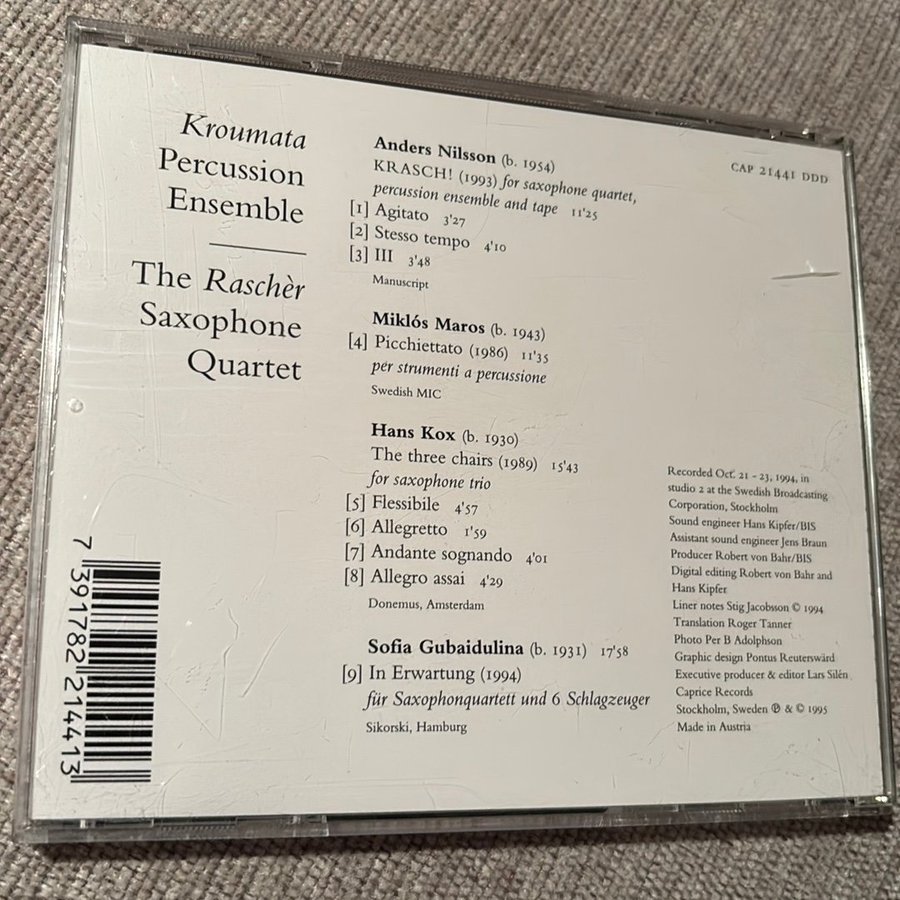 Kroumata
Percussion
Ensemble
The Raschèr
Saxophone
Quartet
Anders Nilsson (b. 1954)
KRASCH! (1993) for saxophone quartet,
percussion ensemble and tape 11'25
[1] Agitato 3'27
[2] Stesso tempo 4'10
[3] III 3'48
Manuscript
Miklós Maros (b. 1943)
[4] Picchiettato (1986) 11'35
per strumenti a percussione
Swedish MIC
Hans Kox (b. 1930)
The three chairs (1989) 15'43
for saxophone trio
[5] Flessibile 4'57
[6] Allegretto 1'59
[7] Andante sognando 4'01
[8] Allegro assai 4'29
Donemus, Amsterdam
Sofia Gubaidulina (b. 1931) 17'58
[9] In Erwartung (1994)
für Saxophonquartett und 6 Schlagzeuger
Sikorski, Hamburg
CAP 21441 DDD
Recorded Oct. 21 – 23, 1994, in
studio 2 at the Swedish Broadcasting
Corporation, Stockholm
Sound engineer Hans Kipfer/BIS
Assistant sound engineer Jens Braun
Producer Robert von Bahr/BIS
Digital editing Robert von Bahr and
Hans Kipfer
Liner notes Stig Jacobsson © 1994
Translation Roger Tanner
Photo Per B Adolphson
Graphic design Pontus Reuterswärd
Executive producer & editor Lars Silén
Caprice Records
Stockholm, Sweden ℗ & © 1995
Made in Austria
7 391782 214413